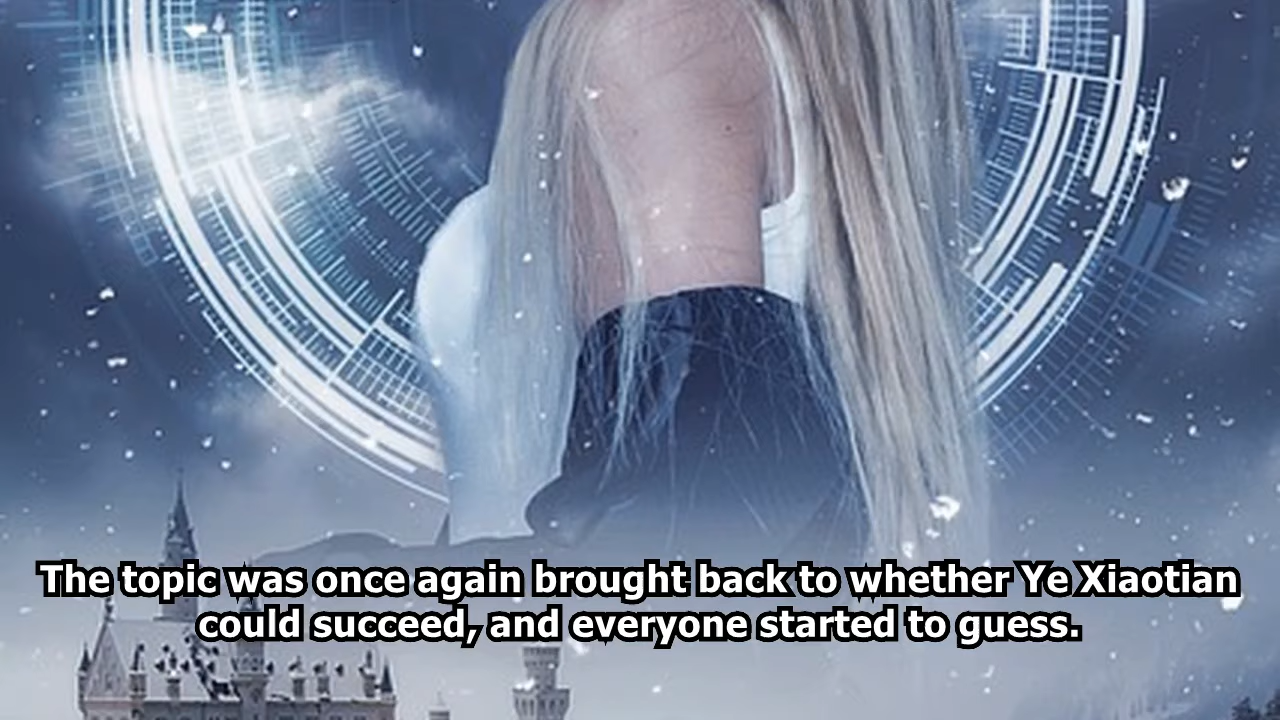 The topic was once again brought back to whether Ye Xiaotian
could succeed, and everyone started to guess.